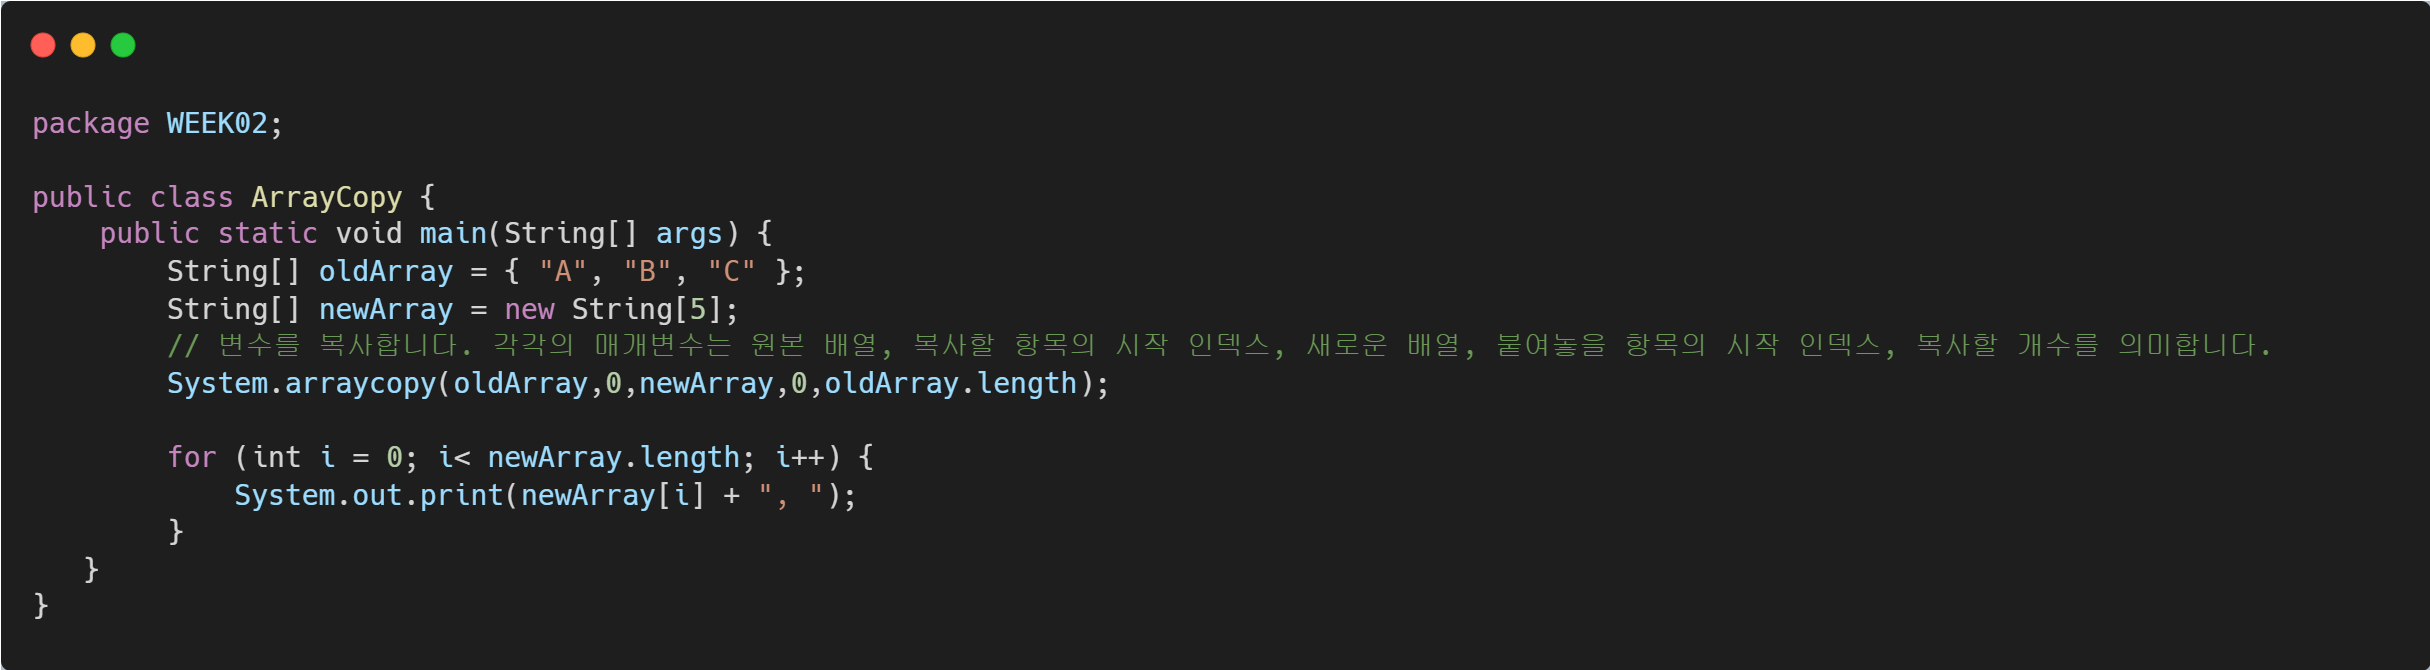 package WEEK02;
public class ArrayCopy {
public static void main(String[] args) {
String[] oldArray = { "A", "B", "C" };
String[] newArray = new String[5];
// 변수를 복사합니다. 각각의 매개변수는 원본 배열, 복사할 항목의 시작 인덱스, 새로운 배열, 붙여놓을 항목의 시작 인덱스, 복사할 개수를 의미합니다.
System.arraycopy(oldArray,0,newArray,0,oldArray.length);
for (int i = 0; i< newArray.length; i++) {
System.out.print(newArray[i] + ", ");
}
}
}